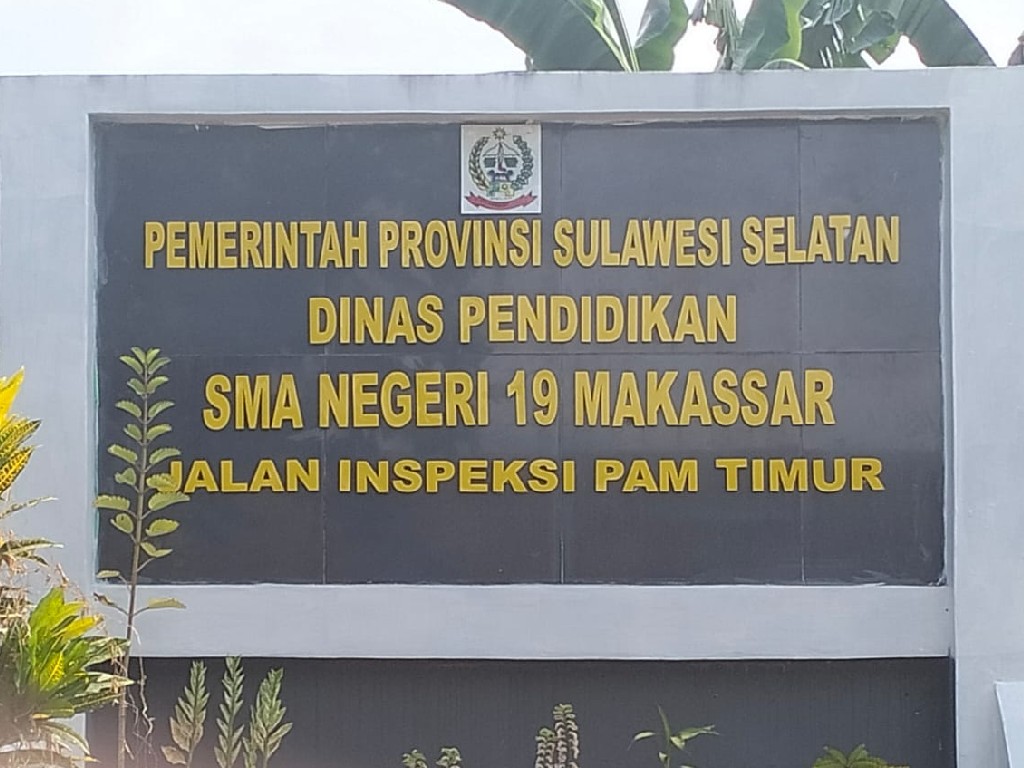 PEMERINTAH PROVINSI SULAWESI SELATAN
DINAS PENDIDIKAN
SMA NEGERI 19 MAKASSAR
JALAN INSPEKSI PAM TIMUR